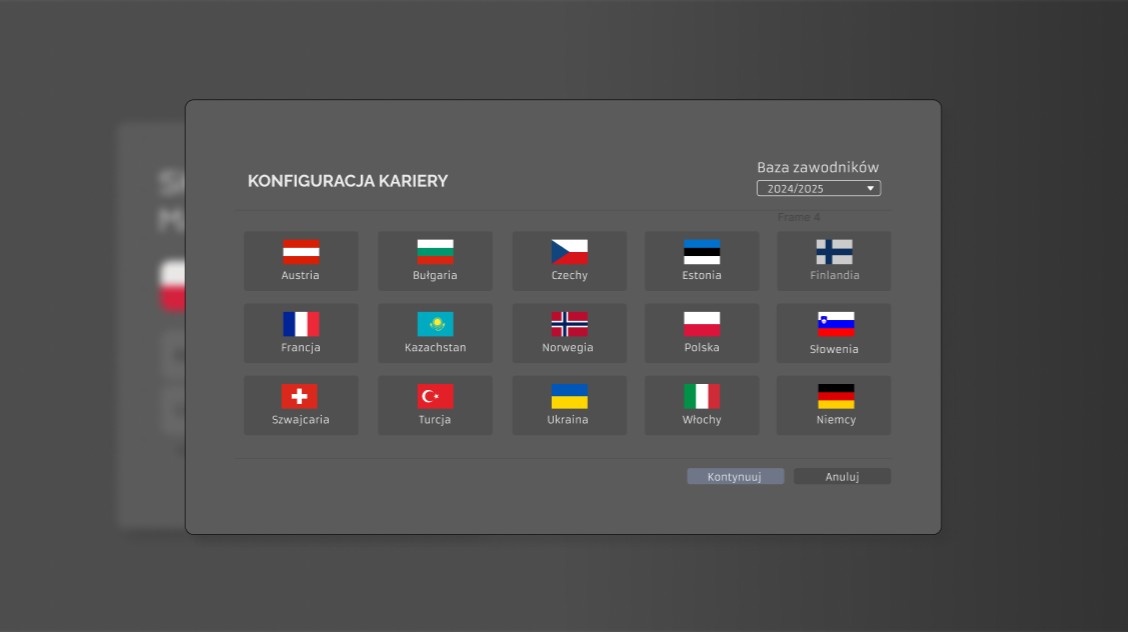 KONFIGURACJA KARIERY
Baza zawodników
2024/2025
Frame 4
Austria
Bułgaria
Czechy
Estonia
Finlandia
Francja
Kazachstan
Norwegia
Polska
Słowenia
Szwajcaria
Turcja
Ukraina
Włochy
Niemcy
Kontynuuj
Anuluj